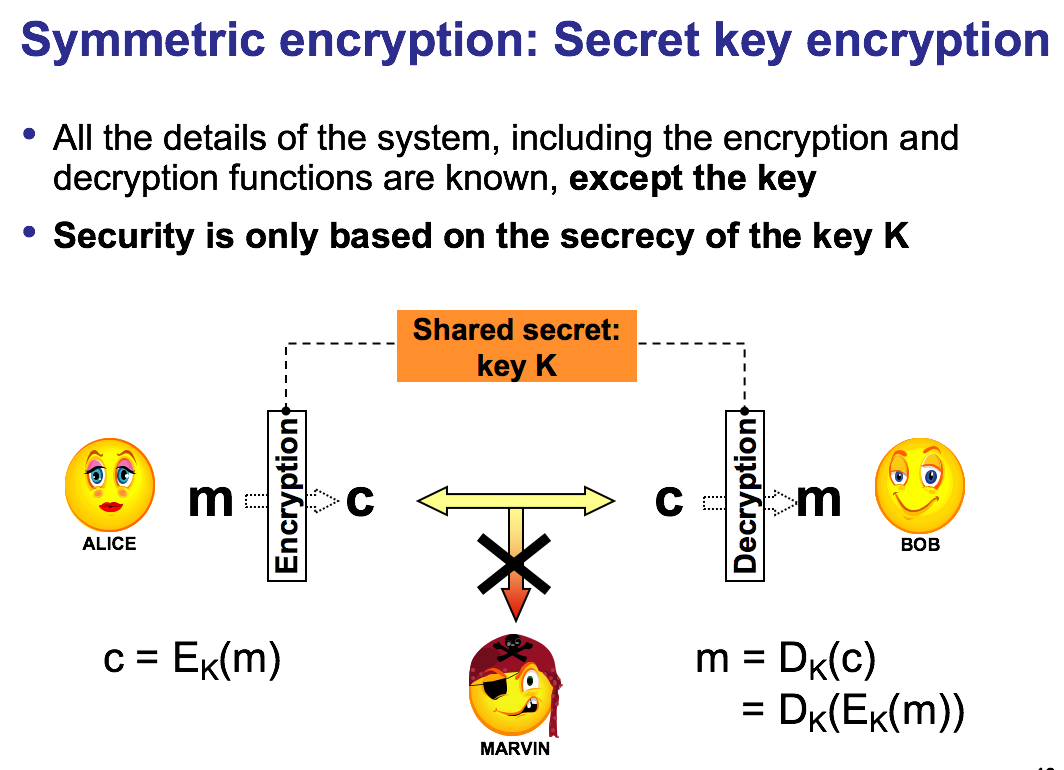 Symmetric encryption: Secret key encryption
• All the details of the system, including the encryption and
decryption functions are known, except the key
• Security is only based on the secrecy of the key K
Shared secret:
key K
Encryption
Decryption
m
c
c
m
ALICE
BOB
c = EK(m)
m = DK(c)
= DK(EK(m))
MARVIN